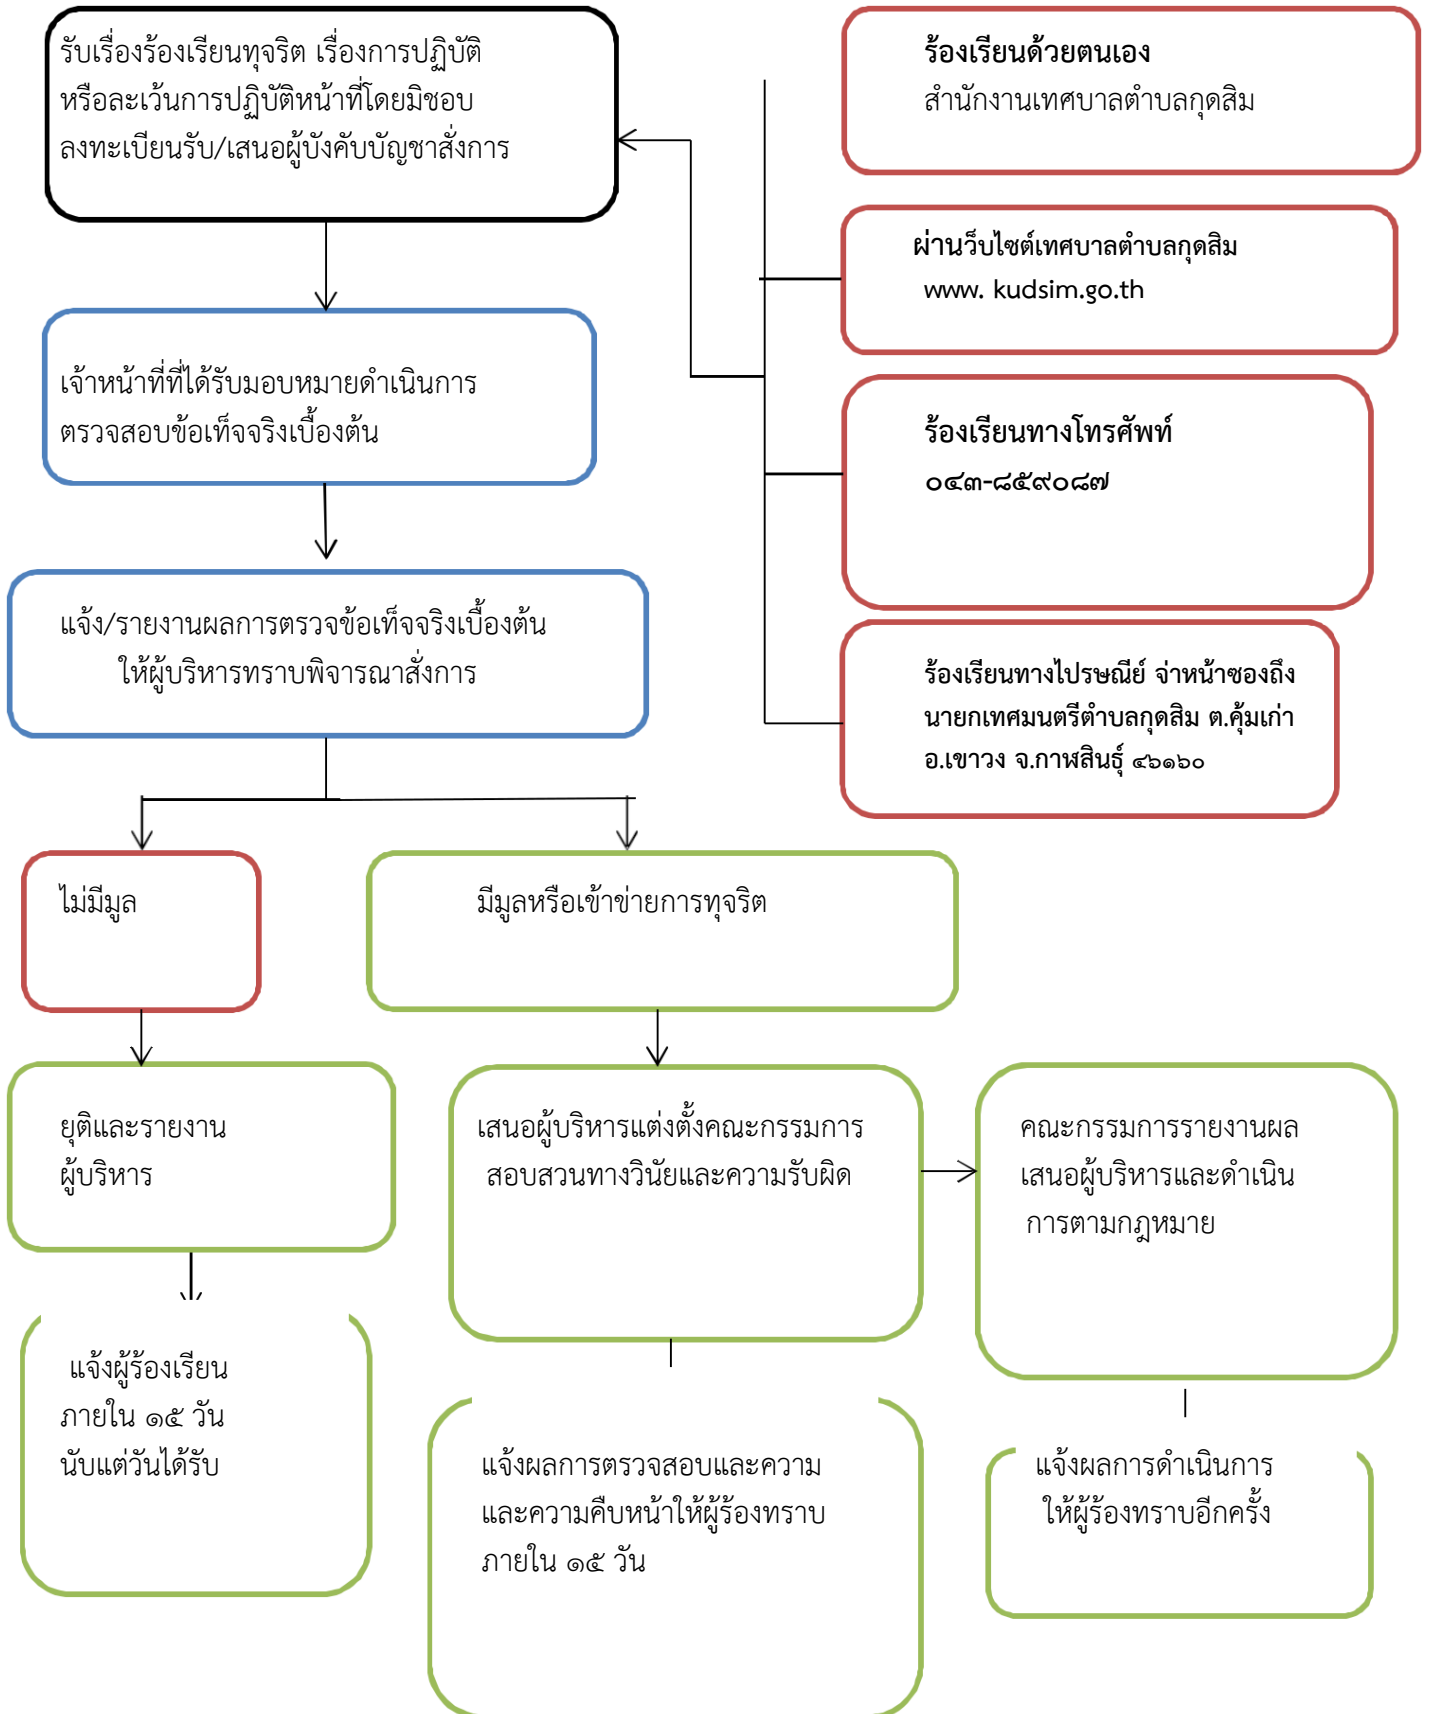 รับเรื่องร้องเรียนทุจริต เรื่องการปฏิบัติ
หรือละเว้นการปฏิบัติหน้าที่โดยมิชอบ
ลงทะเบียนรับ/เสนอผู้บังคับบัญชาสั่งการ
ร้องเรียนด้วยตนเอง
สำนักงานเทศบาลตำบลกุดสิม
ผ่านว็บไซต์เทศบาลตำบลกุดสิม
www. kudsim.go.th
ร้องเรียนทางโทรศัพท์
๐๔๓-๘๕๙๐๘๗
ร้องเรียนทางไปรษณีย์ จ่าหน้าซองถึง
นายกเทศมนตรีตำบลกุดสิม ต.คุ้มเก่า
อ.เขาวง จ.กาฬสินธุ์ ๔๖๑๖๐
เจ้าหน้าที่ที่ได้รับมอบหมายดำเนินการ
ตรวจสอบข้อเท็จจริงเบื้องต้น
แจ้ง/รายงานผลการตรวจข้อเท็จจริงเบื้องต้น
ให้ผู้บริหารทราบพิจารณาสั่งการ
ไม่มีมูล
มีมูลหรือเข้าข่ายการทุจริต
ยุติและรายงาน
ผู้บริหาร
เสนอผู้บริหารแต่งตั้งคณะกรรมการ
สอบสวนทางวินัยและความรับผิด
คณะกรรมการรายงานผล
เสนอผู้บริหารและดำเนิน
การตามกฎหมาย
แจ้งผู้ร้องเรียน
ภายใน ๑๕ วัน
นับแต่วันได้รับ
แจ้งผลการตรวจสอบและความ
และความคืบหน้าให้ผู้ร้องทราบ
ภายใน ๑๕ วัน
แจ้งผลการดำเนินการ
ให้ผู้ร้องทราบอีกครั้ง